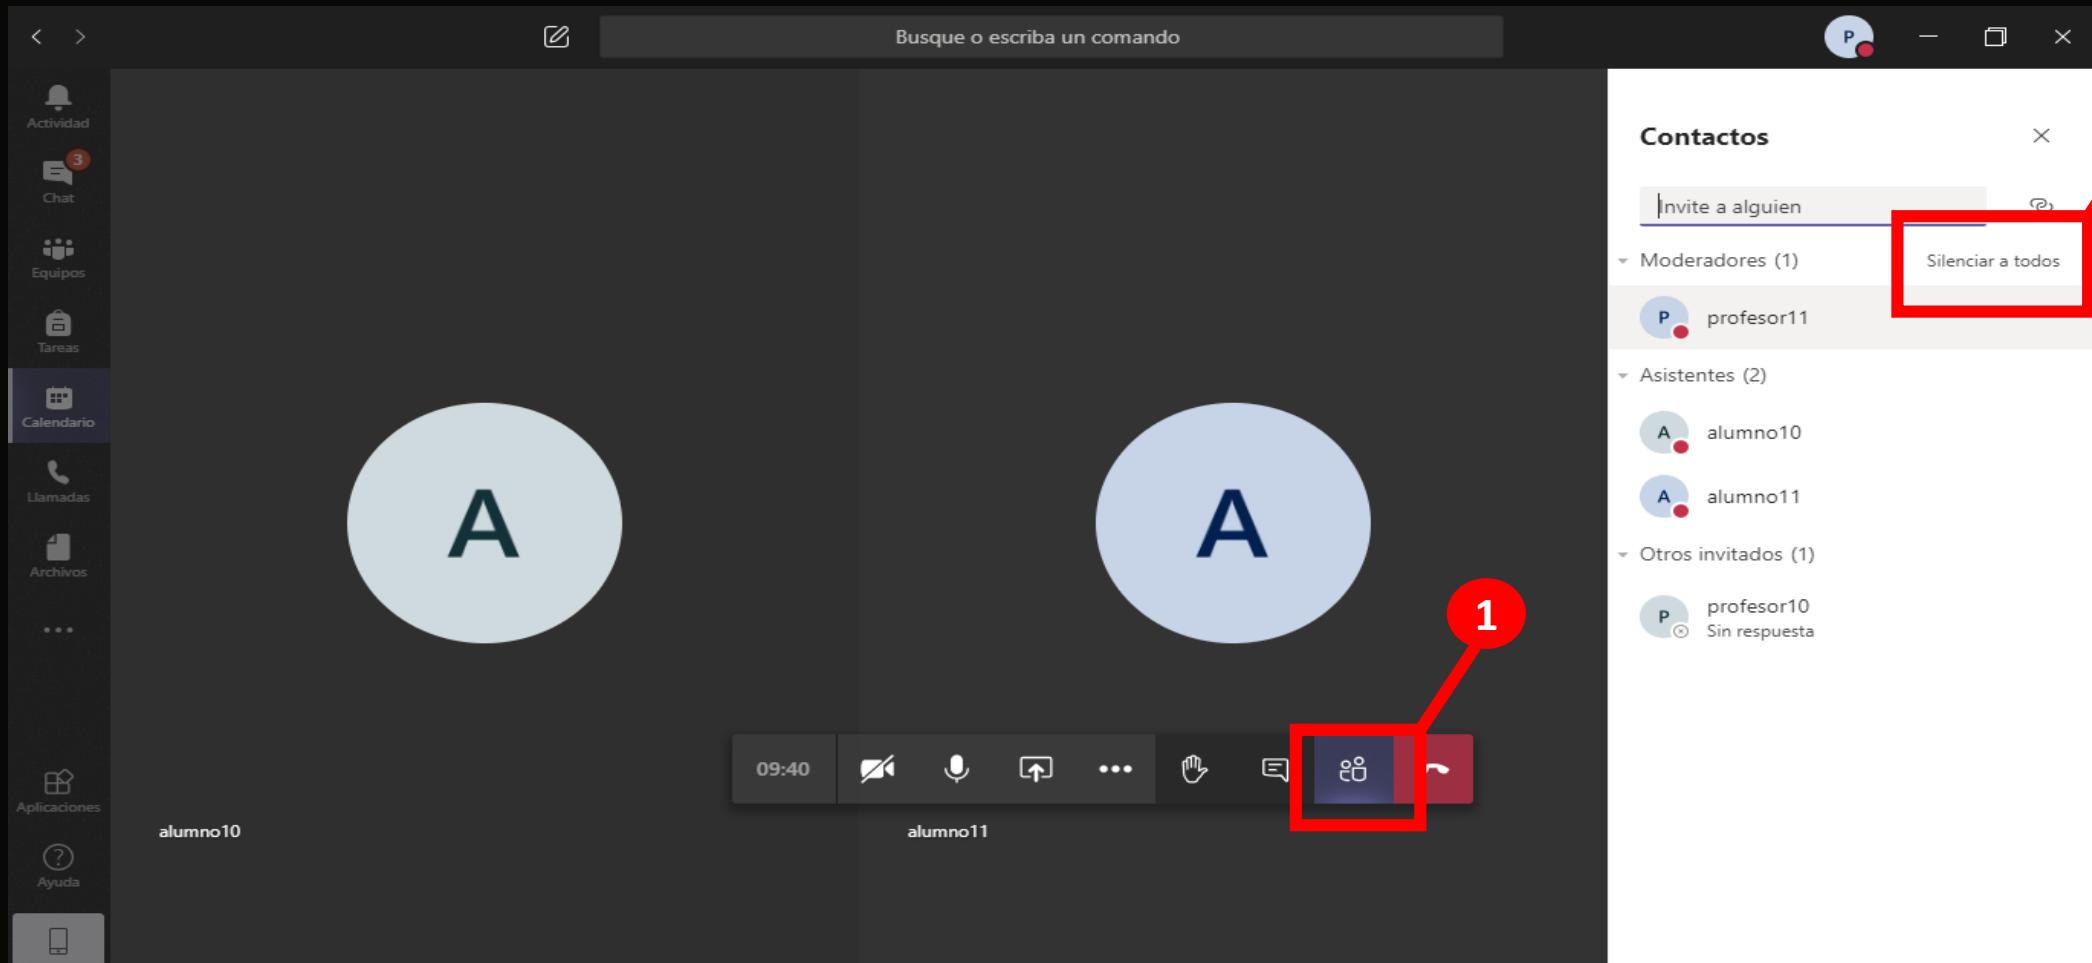 Busque o escriba un comando
P
Actividad
3
Chat
Equipos
Tareas
Calendario
Llamadas
Archivos
Aplicaciones
Ayuda
A
alumno10
A
alumno11
09:40
1
Contactos
Invite a alguien
Moderadores (1)
Silenciar a todos
P
profesor11
Asistentes (2)
A
alumno10
A
alumno11
Otros invitados (1)
P
profesor10
Sin respuesta